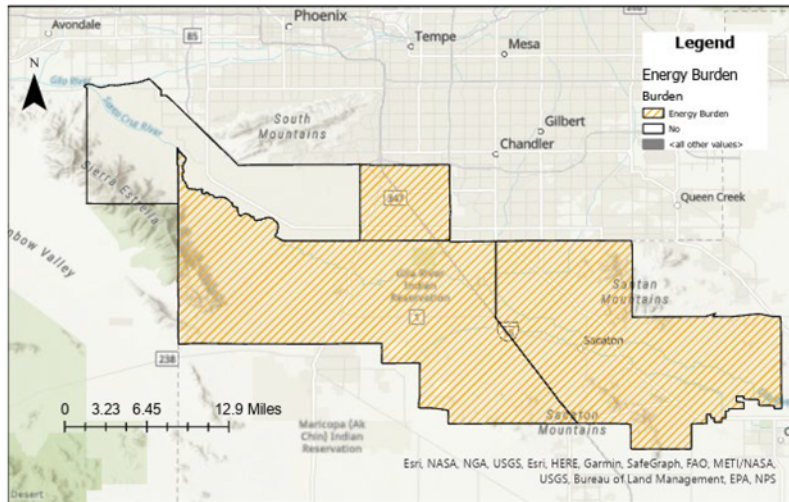 Avondale
Phoenix
85
202
Tempe
Mesa
Legend
Energy Burden
Burden
Energy Burden
No
<all other values>
N
Gila River
Santa Cruz River
South
Mountains
Gilbert
Chandler
Sierra Estrella
347
Queen Creek
Gila River
Indian
Reservation
Santan
Mountains
Sacaton
238
0 3.23 6.45 12.9 Miles
Maricopa (Ak
Chin) Indian
Reservation
Sacaton
Mountains
Valley
Desert
Esri, NASA, NGA, USGS, Esri, HERE, Garmin, SafeGraph, FAO, METI/NASA,
USGS, Bureau of Land Management, EPA, NPS